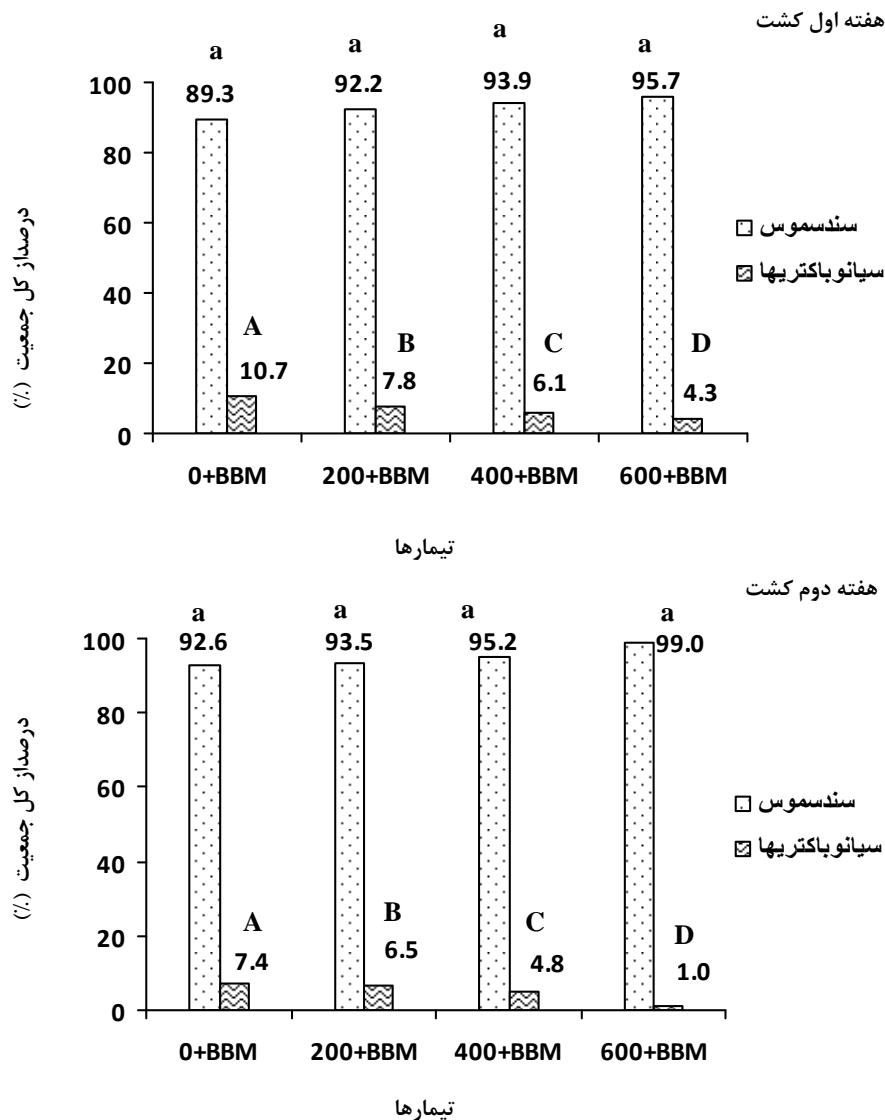 هفته اول کشت
a a a a
89.3 92.2 93.9 95.7
100
80
60
40
20
0
درصداز کل جمعیت (٪)
سندسموس
سیانوباکتریها
A B C D
10.7 7.8 6.1 4.3
0+BBM 200+BBM 400+BBM 600+BBM
تیمارها
هفته دوم کشت
a a a a
92.6 93.5 95.2 99.0
100
80
60
40
20
0
درصداز کل جمعیت (٪)
سندسموس
سیانوباکتریها
A B C D
7.4 6.5 4.8 1.0
0+BBM 200+BBM 400+BBM 600+BBM
تیمارها